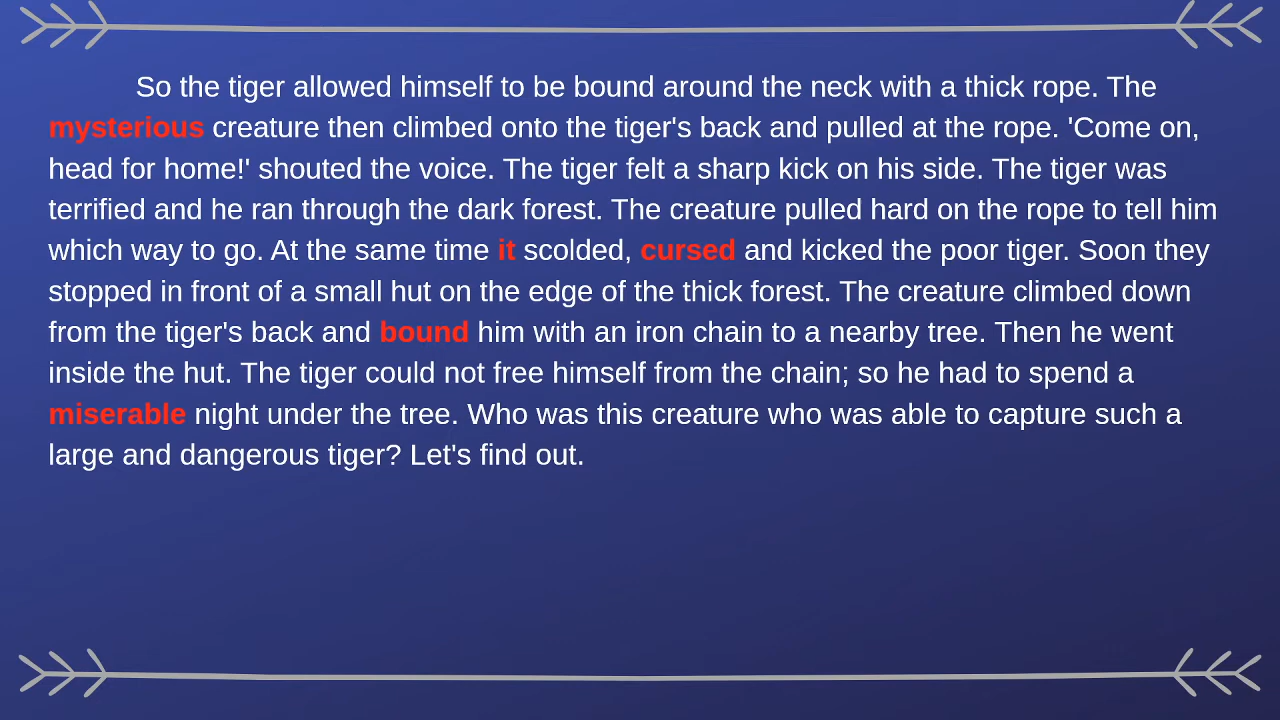 So the tiger allowed himself to be bound around the neck with a thick rope. The
mysterious creature then climbed onto the tiger's back and pulled at the rope. 'Come on,
head for home!' shouted the voice. The tiger felt a sharp kick on his side. The tiger was
terrified and he ran through the dark forest. The creature pulled hard on the rope to tell him
which way to go. At the same time it scolded, cursed and kicked the poor tiger. Soon they
stopped in front of a small hut on the edge of the thick forest. The creature climbed down
from the tiger's back and bound him with an iron chain to a nearby tree. Then he went
inside the hut. The tiger could not free himself from the chain; so he had to spend a
miserable night under the tree. Who was this creature who was able to capture such a
large and dangerous tiger? Let's find out.